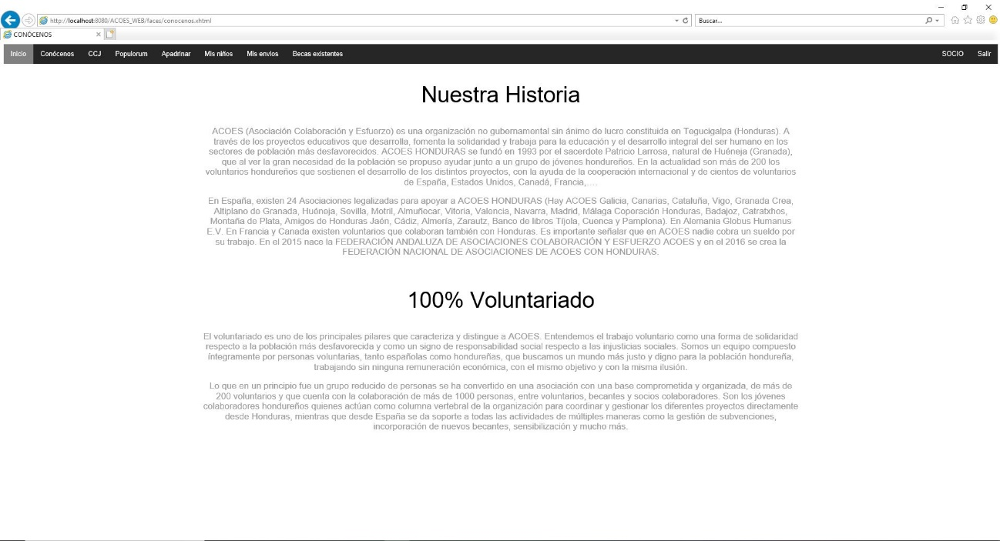 http://localhost:8080/ACOES_WEB/faces/conocenos.xhtml
Buscar...
CONÓCENOS
Inicio Conócenos CCJ Populorum Apadrinar Mis niños Mis envios Becas existentes SOCIO Salir
Nuestra Historia
ACOES (Asociación Colaboración y Esfuerzo) es una organización no gubernamental sin ánimo de lucro constituida en Tegucigalpa (Honduras). A
través de los proyectos educativos que desarrolla, fomenta la solidaridad y trabaja para la educación y el desarrollo integral del ser humano en los
sectores de población más desfavorecidos. ACOES HONDURAS se fundó en 1993 por el sacerdote Patricio Larrosa, natural de Huéneja (Granada),
que al ver la gran necesidad de la población se propuso ayudar junto a un grupo de jóvenes hondureños. En la actualidad son más de 200 los
voluntarios hondureños que sostienen el desarrollo de los distintos proyectos, con la ayuda de la cooperación internacional y de cientos de voluntarios
de España, Estados Unidos, Canadá, Francia,....
En España, existen 24 Asociaciones legalizadas para apoyar a ACOES HONDURAS (Hay ACOES Galicia, Canarias, Cataluña, Vigo, Granada Crea,
Altiplano de Granada, Huéneja, Sevilla, Motril, Almuñecar, Vitoria, Valencia, Navarra, Madrid, Málaga Coperación Honduras, Badajoz, Catratxhos,
Montaña de Plata, Amigos de Honduras Jaén, Cádiz, Almería, Zarautz, Banco de libros Tíjola, Cuenca y Pamplona). En Alemania Globus Humanus
E.V. En Francia y Canada existen voluntarios que colaboran también con Honduras. Es importante señalar que en ACOES nadie cobra un sueldo por
su trabajo. En el 2015 nace la FEDERACIÓN ANDALUZA DE ASOCIACIONES COLABORACIÓN Y ESFUERZO ACOES y en el 2016 se crea la
FEDERACIÓN NACIONAL DE ASOCIACIONES DE ACOES CON HONDURAS.
100% Voluntariado
El voluntariado es uno de los principales pilares que caracteriza y distingue a ACOES. Entendemos el trabajo voluntario como una forma de solidaridad
respecto a la población más desfavorecida y como un signo de responsabilidad social respecto a las injusticias sociales. Somos un equipo compuesto
íntegramente por personas voluntarias, tanto españolas como hondureñas, que buscamos un mundo más justo y digno para la población hondureña,
trabajando sin ninguna remuneración económica, con el mismo objetivo y con la misma ilusión.
Lo que en un principio fue un grupo reducido de personas se ha convertido en una asociación con una base comprometida y organizada, de más de
200 voluntarios y que cuenta con la colaboración de más de 1000 personas, entre voluntarios, becantes y socios colaboradores. Son los jóvenes
colaboradores hondureños quienes actúan como columna vertebral de la organización para coordinar y gestionar los diferentes proyectos directamente
desde Honduras, mientras que desde España se da soporte a todas las actividades de múltiples maneras como la gestión de subvenciones,
incorporación de nuevos becantes, sensibilización y mucho más.